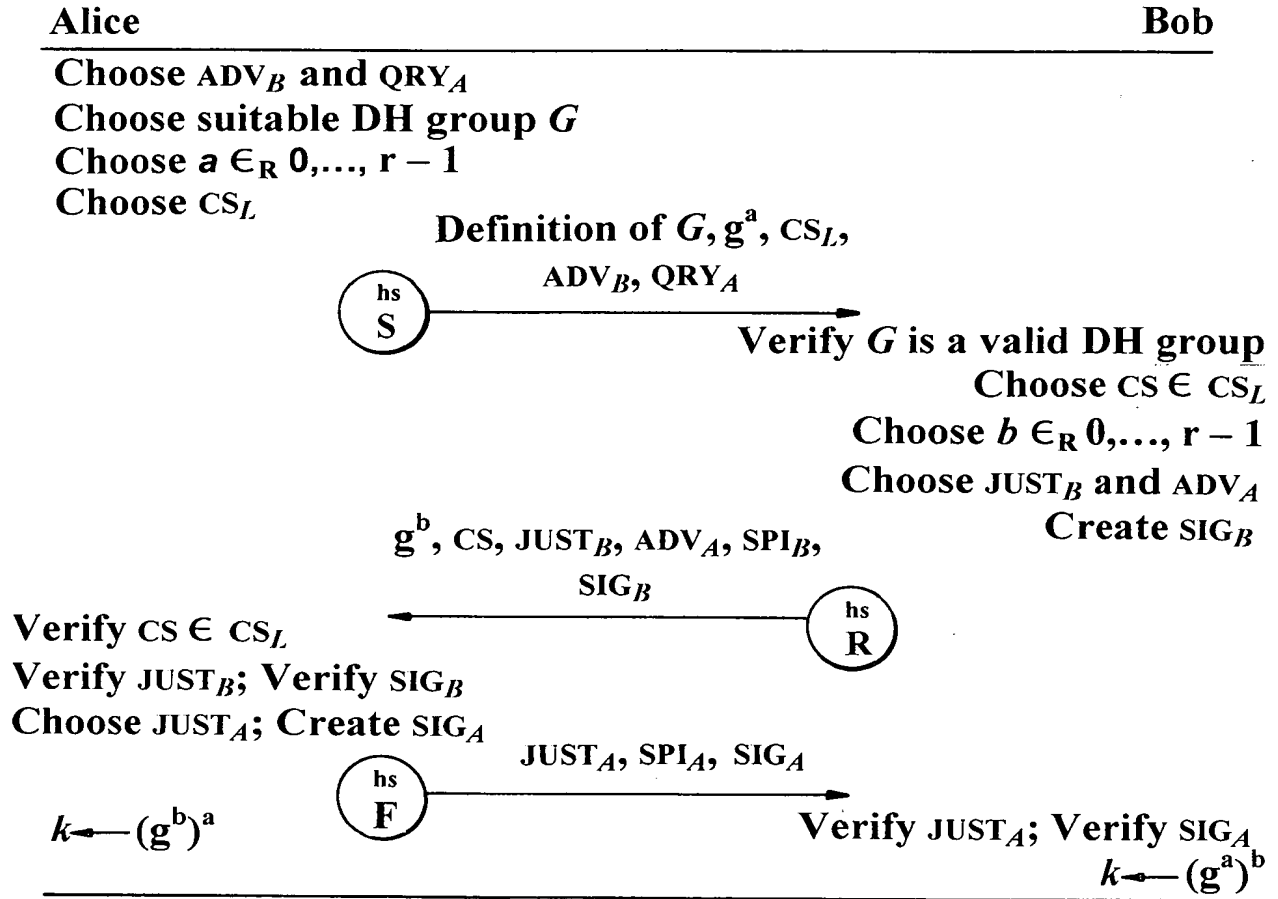 Alice
Bob
Choose ADV_B and QRY_A
Choose suitable DH group G
Choose a ∈_R 0,..., r – 1
Choose CS_L
Definition of G, g^a, CS_L,
ADV_B, QRY_A
hs
S
Verify G is a valid DH group
Choose CS ∈ CS_L
Choose b ∈_R 0,..., r – 1
Choose JUST_B and ADV_A
Create SIG_B
g^b, CS, JUST_B, ADV_A, SPI_B,
SIG_B
hs
R
Verify CS ∈ CS_L
Verify JUST_B; Verify SIG_B
Choose JUST_A; Create SIG_A
JUST_A, SPI_A, SIG_A
hs
F
k ← (g^b)^a
Verify JUST_A; Verify SIG_A
k ← (g^a)^b